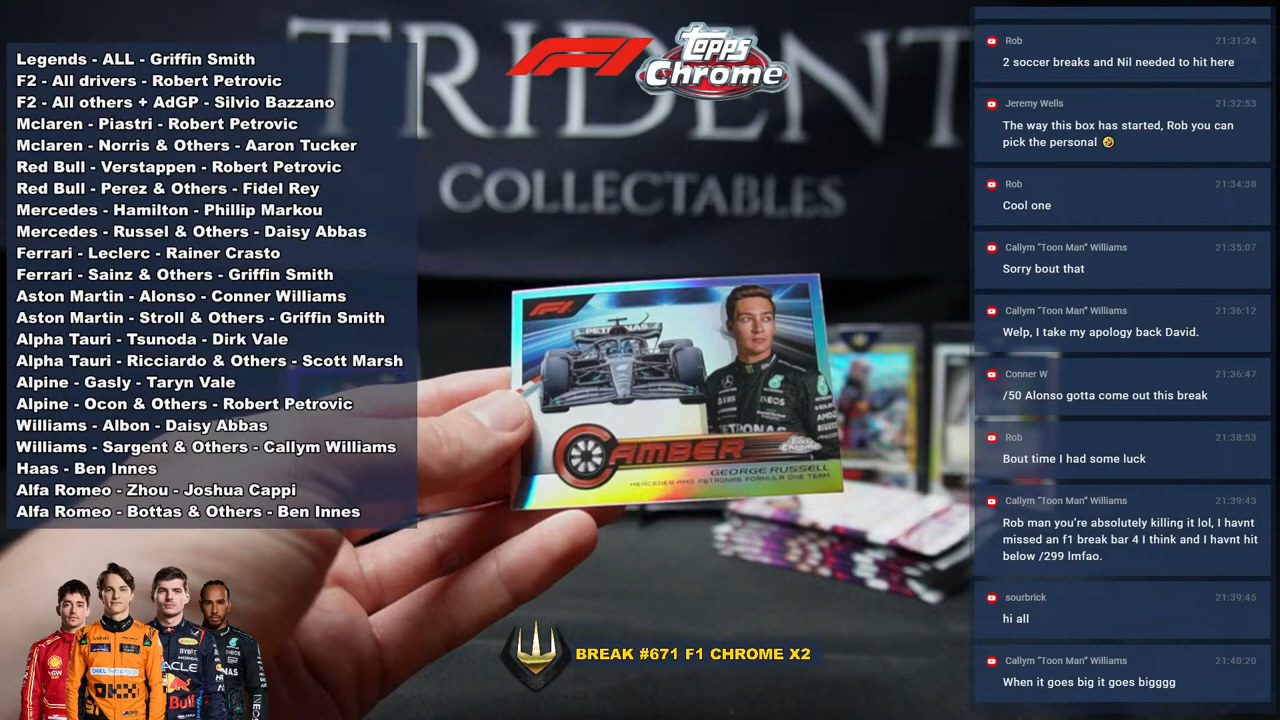 TRIDENT
COLLECTABLES
F1
TOPPS
Chrome
Legends - ALL - Griffin Smith
F2 - All drivers - Robert Petrovic
F2 - All others + AdGP - Silvio Bazzano
Mclaren - Piastri - Robert Petrovic
Mclaren - Norris & Others - Aaron Tucker
Red Bull - Verstappen - Robert Petrovic
Red Bull - Perez & Others - Fidel Rey
Mercedes - Hamilton - Phillip Markou
Mercedes - Russel & Others - Daisy Abbas
Ferrari - Leclerc - Rainer Crasto
Ferrari - Sainz & Others - Griffin Smith
Aston Martin - Alonso - Conner Williams
Aston Martin - Stroll & Others - Griffin Smith
Alpha Tauri - Tsunoda - Dirk Vale
Alpha Tauri - Ricciardo & Others - Scott Marsh
Alpine - Gasly - Taryn Vale
Alpine - Ocon & Others - Robert Petrovic
Williams - Albon - Daisy Abbas
Williams - Sergent & Others - Callym Williams
Haas - Ben Innes
Alfa Romeo - Zhou - Joshua Cappi
Alfa Romeo - Bottas & Others - Ben Innes
F1
PETRONAS
INEOS
CAMBER
Chrome
GEORGE RUSSELL
MERCEDES-AMG PETRONAS FORMULA ONE TEAM
BREAK #671 F1 CHROME X2
Rob 21:31:24
2 soccer breaks and Nil needed to hit here
Jeremy Wells 21:32:53
The way this box has started, Rob you can
pick the personal 🤣
Rob 21:34:38
Cool one
Callym "Toon Man" Williams 21:35:07
Sorry bout that
Callym "Toon Man" Williams 21:36:12
Welp, I take my apology back David.
Conner W 21:36:47
/50 Alonso gotta come out this break
Rob 21:38:53
Bout time I had some luck
Callym "Toon Man" Williams 21:39:43
Rob man you're absolutely killing it lol, I havnt
missed an f1 break bar 4 I think and I havnt hit
below /299 lmfao.
sourbrick 21:39:45
hi all
Callym "Toon Man" Williams 21:40:20
When it goes big it goes bigggg